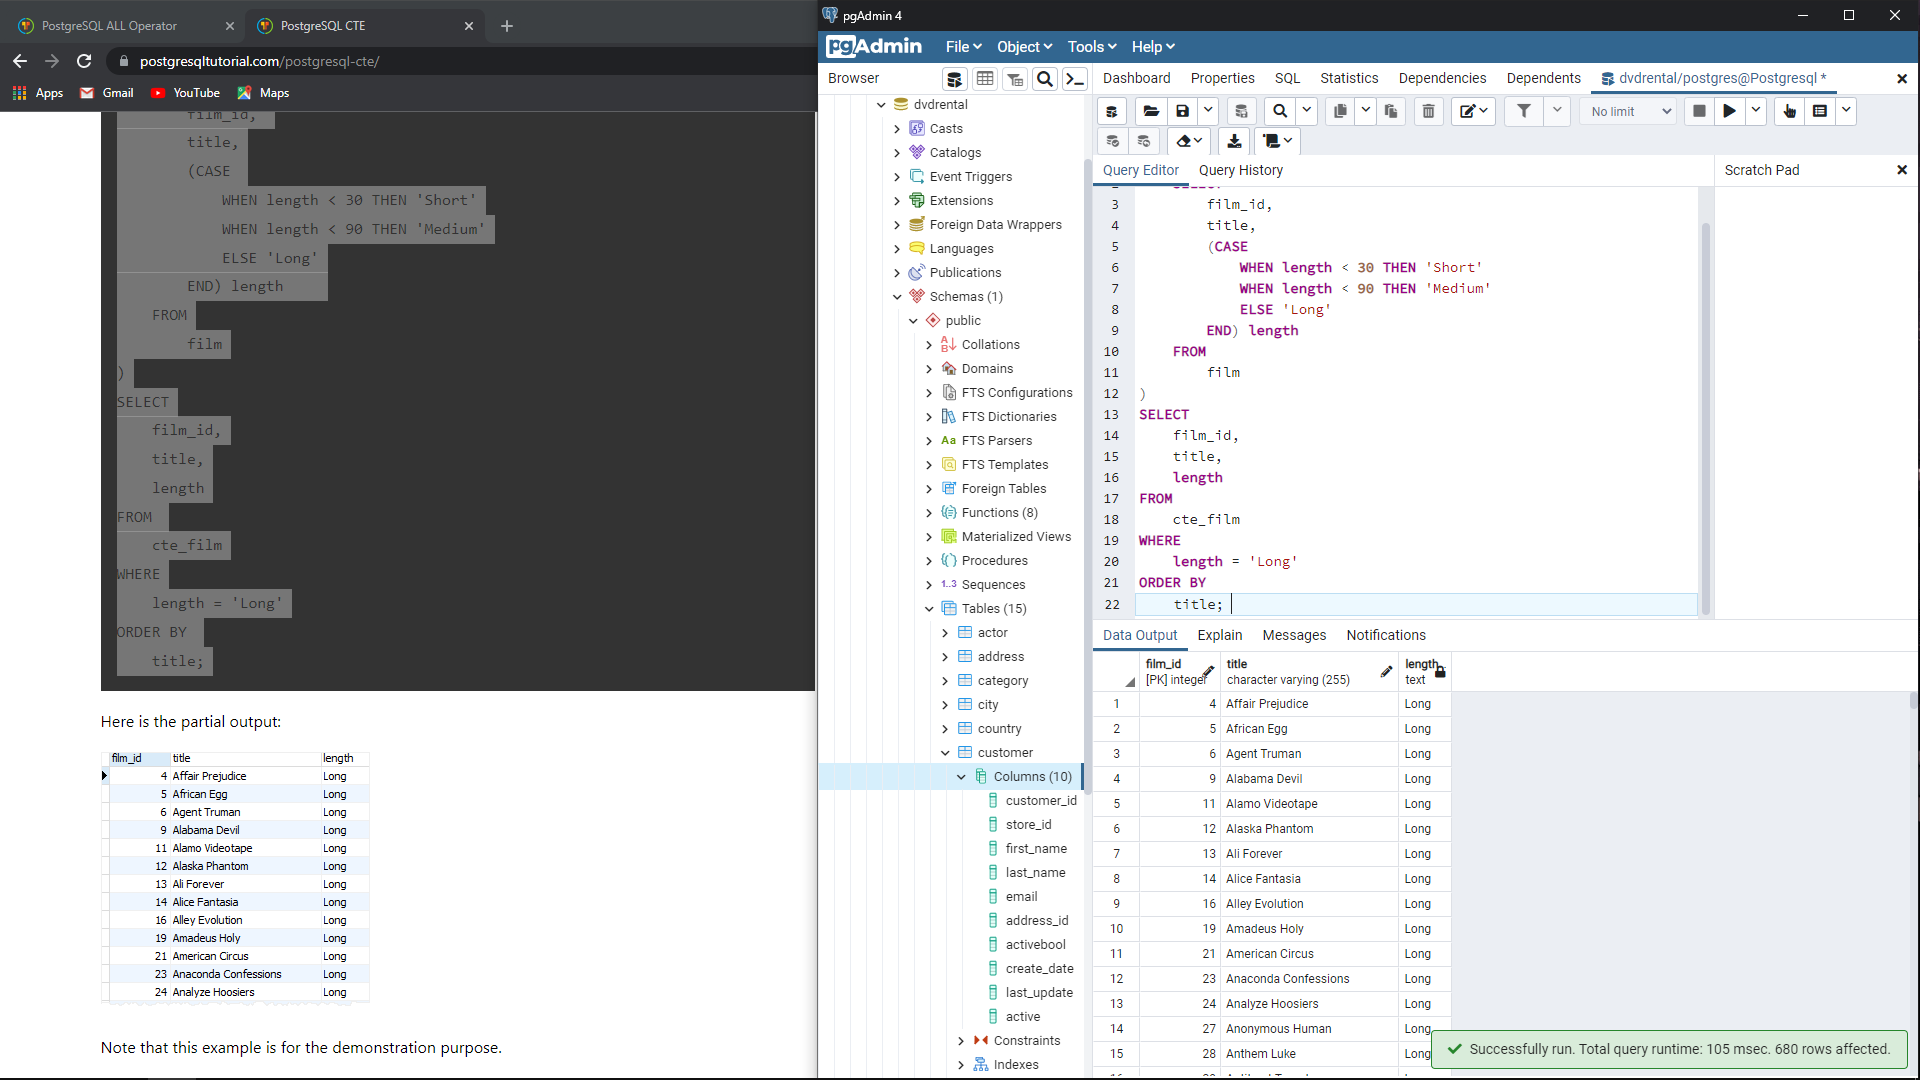 PostgreSQL ALL Operator
PostgreSQL CTE
postgresqltutorial.com/postgresql-cte/
Apps
Gmail
YouTube
Maps
film_id,
title,
(CASE
WHEN length < 30 THEN 'Short'
WHEN length < 90 THEN 'Medium'
ELSE 'Long'
END) length
FROM
film
)
SELECT
film_id,
title,
length
FROM
cte_film
WHERE
length = 'Long'
ORDER BY
title;
Here is the partial output:
film_id title length
4 Affair Prejudice Long
5 African Egg Long
6 Agent Truman Long
9 Alabama Devil Long
11 Alamo Videotape Long
12 Alaska Phantom Long
13 Ali Forever Long
14 Alice Fantasia Long
16 Alley Evolution Long
19 Amadeus Holy Long
21 American Circus Long
23 Anaconda Confessions Long
24 Analyze Hoosiers Long
Note that this example is for the demonstration purpose.
pgAdmin 4
pgAdmin
File
Object
Tools
Help
Browser
dvdrental
Casts
Catalogs
Event Triggers
Extensions
Foreign Data Wrappers
Languages
Publications
Schemas (1)
public
Collations
Domains
FTS Configurations
FTS Dictionaries
Aa FTS Parsers
FTS Templates
Foreign Tables
Functions (8)
Materialized Views
Procedures
1..3 Sequences
Tables (15)
actor
address
category
city
country
customer
Columns (10)
customer_id
store_id
first_name
last_name
email
address_id
activebool
create_date
last_update
active
Constraints
Indexes
Dashboard
Properties
SQL
Statistics
Dependencies
Dependents
dvdrental/postgres@Postgresql *
No limit
Query Editor
Query History
Scratch Pad
3 film_id,
4 title,
5 (CASE
6 WHEN length < 30 THEN 'Short'
7 WHEN length < 90 THEN 'Medium'
8 ELSE 'Long'
9 END) length
10 FROM
11 film
12 )
13 SELECT
14 film_id,
15 title,
16 length
17 FROM
18 cte_film
19 WHERE
20 length = 'Long'
21 ORDER BY
22 title;
Data Output
Explain
Messages
Notifications
film_id title length
[PK] integer character varying (255) text
1 4 Affair Prejudice Long
2 5 African Egg Long
3 6 Agent Truman Long
4 9 Alabama Devil Long
5 11 Alamo Videotape Long
6 12 Alaska Phantom Long
7 13 Ali Forever Long
8 14 Alice Fantasia Long
9 16 Alley Evolution Long
10 19 Amadeus Holy Long
11 21 American Circus Long
12 23 Anaconda Confessions Long
13 24 Analyze Hoosiers Long
14 27 Anonymous Human Long
15 28 Anthem Luke Long
Successfully run. Total query runtime: 105 msec. 680 rows affected.